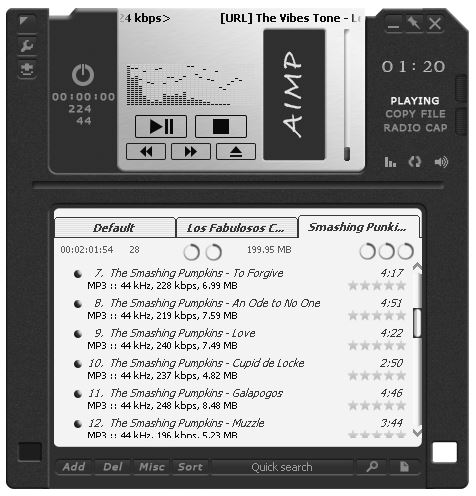 24 kbps> [URL] The Vibes Tone - Lo
01:20
AIMP
00:00:00
224
44
PLAYING
COPY FILE
RADIO CAP
Default Los Fabulosos C... Smashing Punki...
00:02:01:54 28 199.95 MB
7. The Smashing Pumpkins - To Forgive 4:17
MP3 :: 44 kHz, 228 kbps, 6.99 MB
8. The Smashing Pumpkins - An Ode to No One 4:51
MP3 :: 44 kHz, 219 kbps, 7.59 MB
9. The Smashing Pumpkins - Love 4:22
MP3 :: 44 kHz, 240 kbps, 7.49 MB
10. The Smashing Pumpkins - Cupid de Locke 2:50
MP3 :: 44 kHz, 237 kbps, 4.82 MB
11. The Smashing Pumpkins - Galapogos 4:46
MP3 :: 44 kHz, 248 kbps, 8.48 MB
12. The Smashing Pumpkins - Muzzle 3:44
MP3 :: 44 kHz, 196 kbps, 5.23 MB
Add Del Misc Sort Quick search